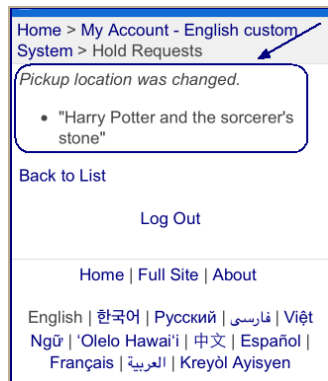 Home > My Account - English custom
System > Hold Requests
Pickup location was changed.
• "Harry Potter and the sorcerer's
stone"
Back to List
Log Out
Home | Full Site | About
English | 한국어 | Русский | فارسی | Việt
Ngữ | 'Olelo Hawai'i | 中文 | Español |
Français | العربية | Kreyòl Ayisyen